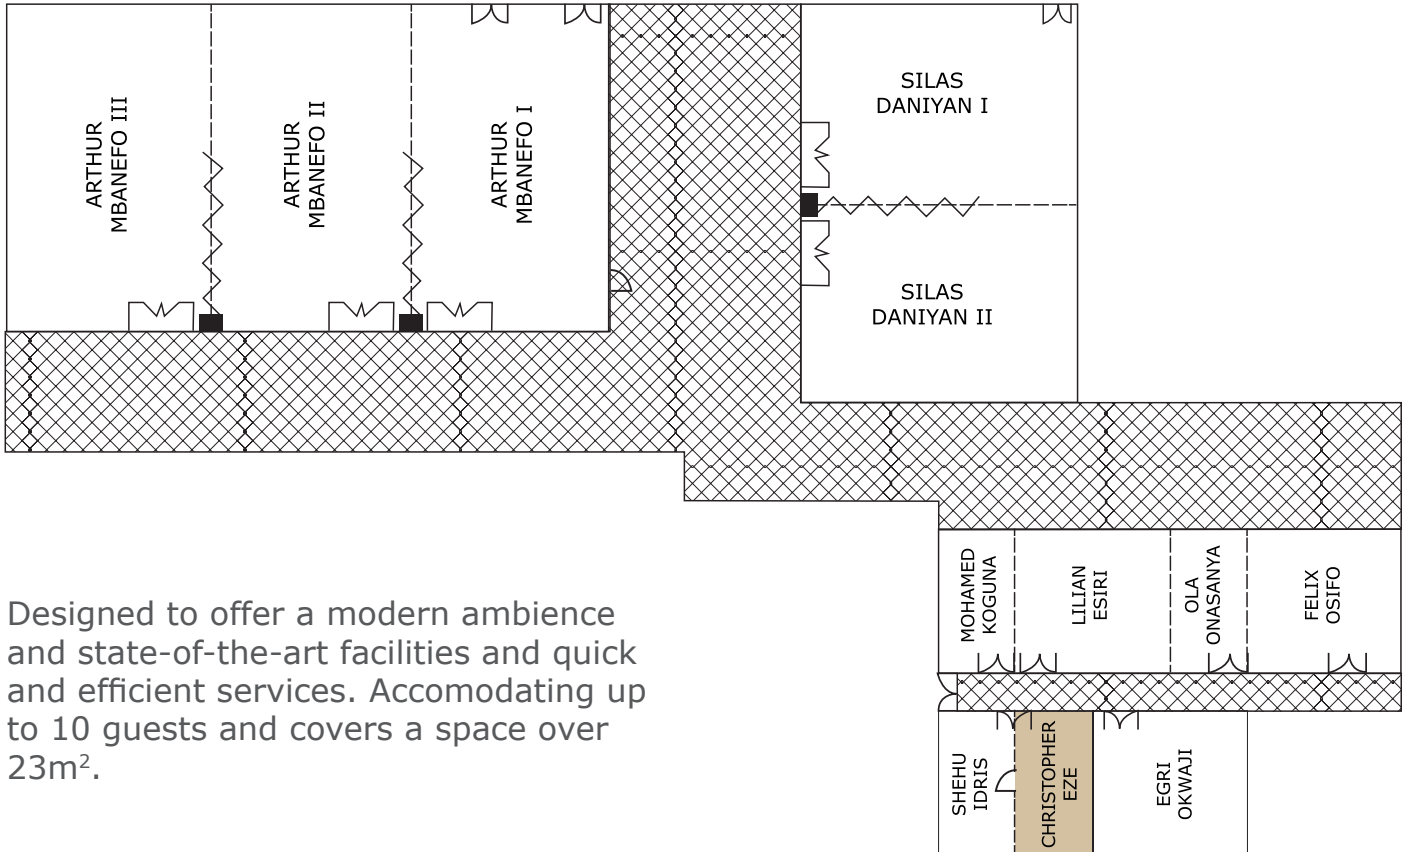 ARTHUR
MBANEFO III
ARTHUR
MBANEFO II
ARTHUR
MBANEFO I
SILAS
DANIYAN I
SILAS
DANIYAN II
MOHAMED
KOGUNA
LILIAN
ESIRI
OLA
ONASANYA
FELIX
OSIFO
SHEHU
IDRIS
CHRISTOPHER
EZE
EGRI
OKWAJI
Designed to offer a modern ambience
and state-of-the-art facilities and quick
and efficient services. Accomodating up
to 10 guests and covers a space over
23m².